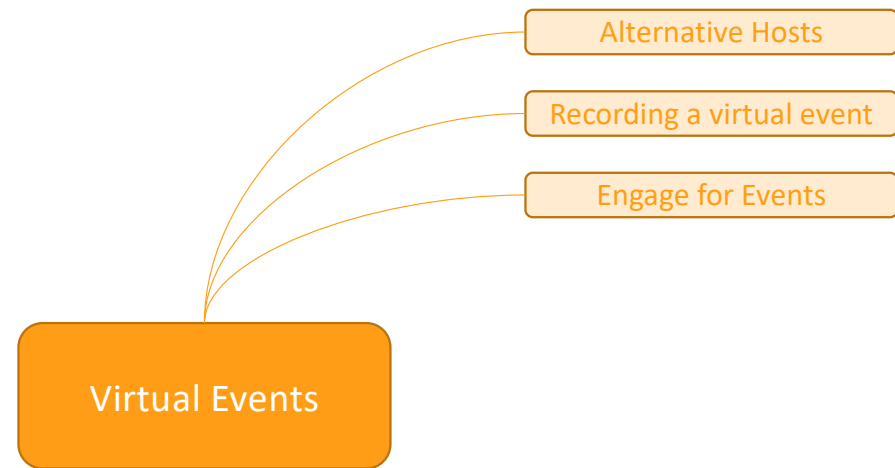 Alternative Hosts
Recording a virtual event
Engage for Events
Virtual Events